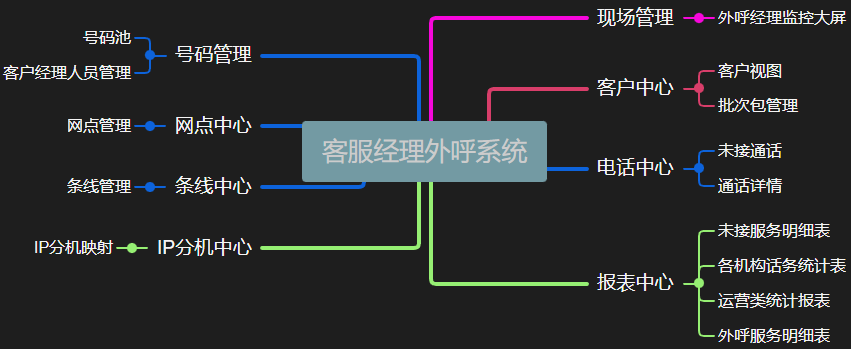 客服经理外呼系统
现场管理
外呼经理监控大屏
客户中心
客户视图
批次包管理
电话中心
未接通话
通话详情
报表中心
未接服务明细表
各机构话务统计表
运营类统计报表
外呼服务明细表
号码管理
号码池
客户经理人员管理
网点中心
网点管理
条线中心
条线管理
IP分机中心
IP分机映射